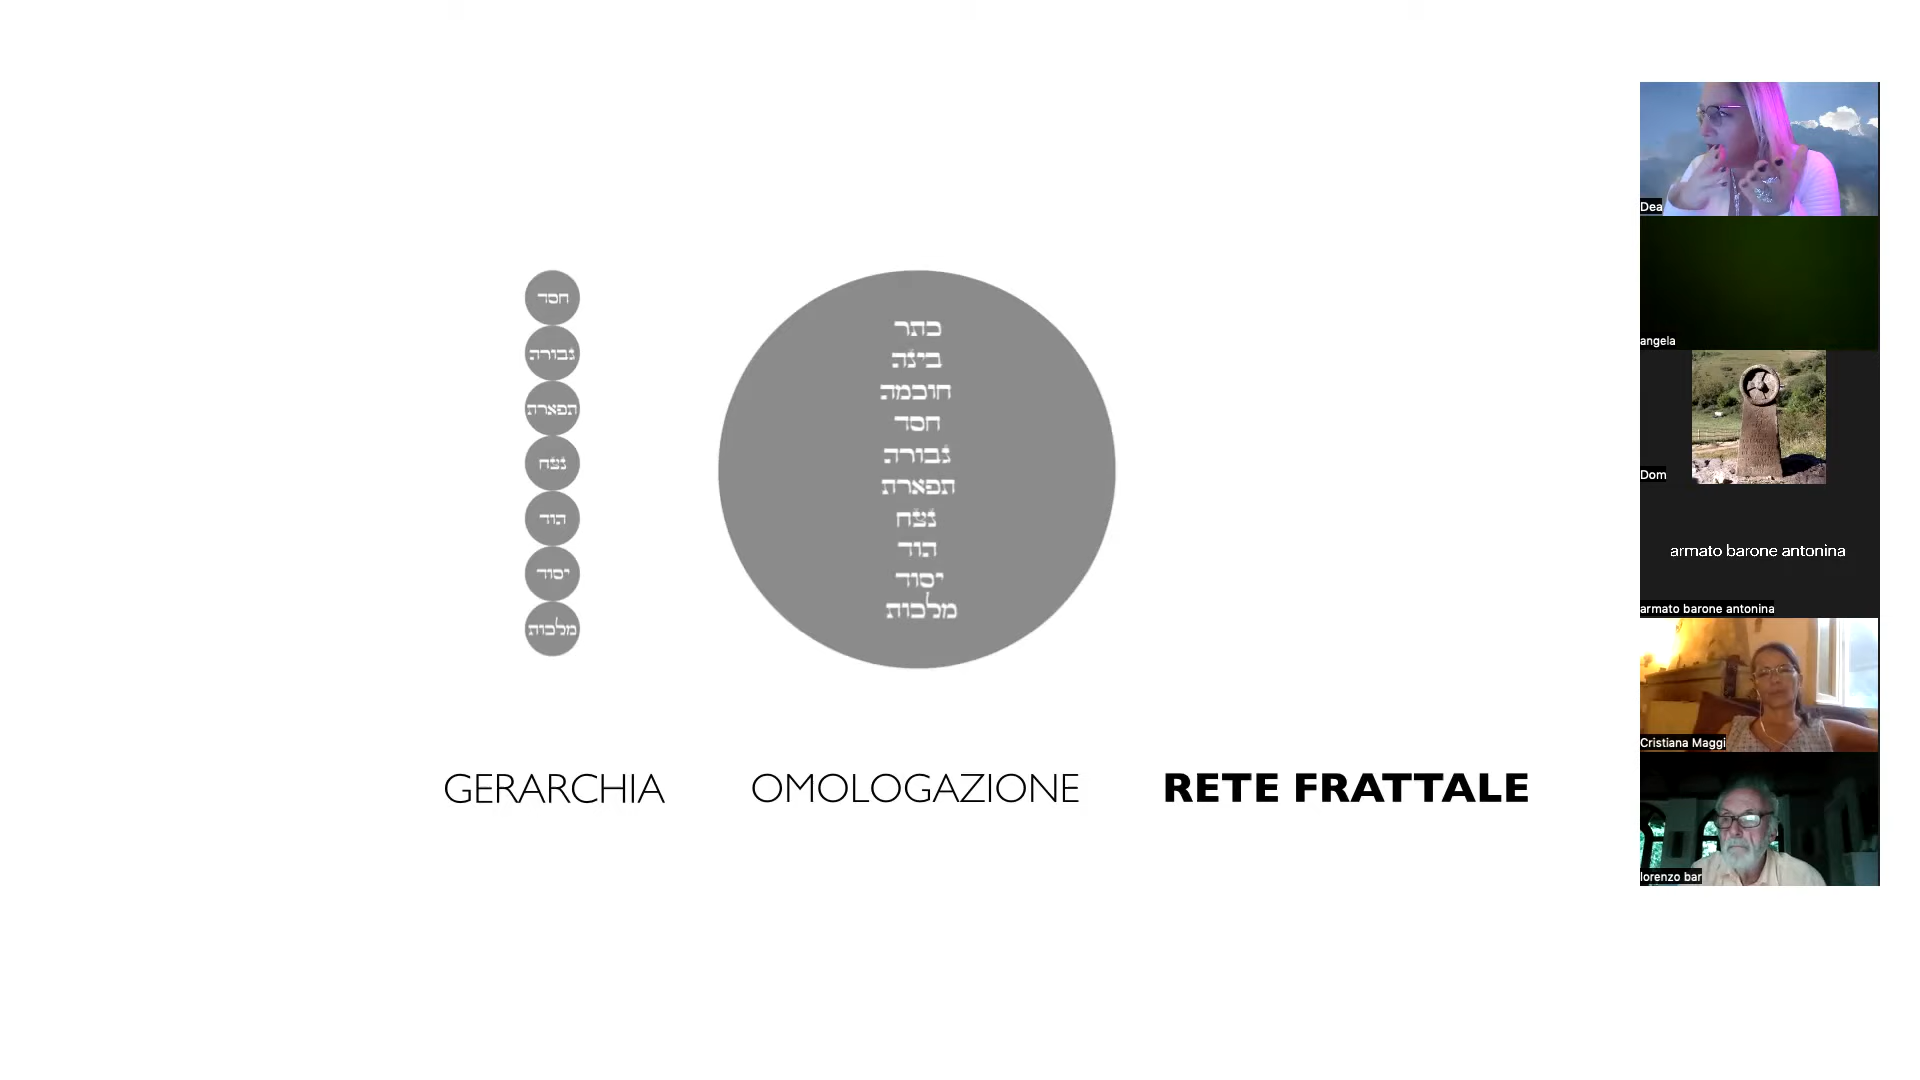 חסד
גבורה
תפארת
נצח
הוד
יסוד
מלכות
כתר
בינה
חוכמה
חסד
גבורה
תפארת
נצח
הוד
יסוד
מלכות
GERARCHIA
OMOLOGAZIONE
RETE FRATTALE
Dea
angela
Dom
armato barone antonina
armato barone antonina
Cristiana Maggi
lorenzo bar